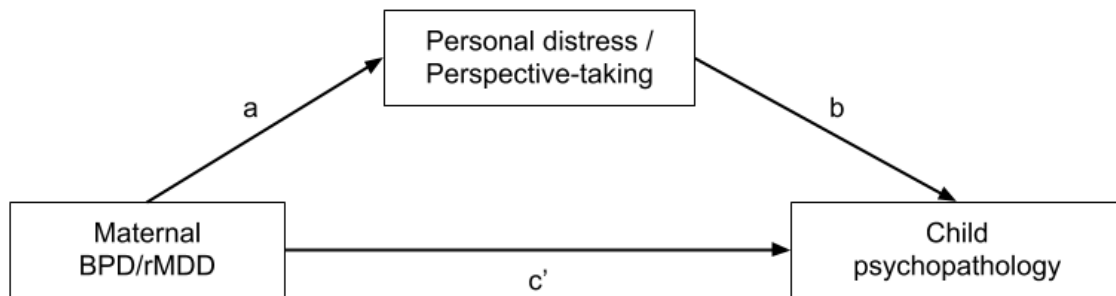 Personal distress /
Perspective-taking
a
b
Maternal
BPD/rMDD
Child
psychopathology
c’